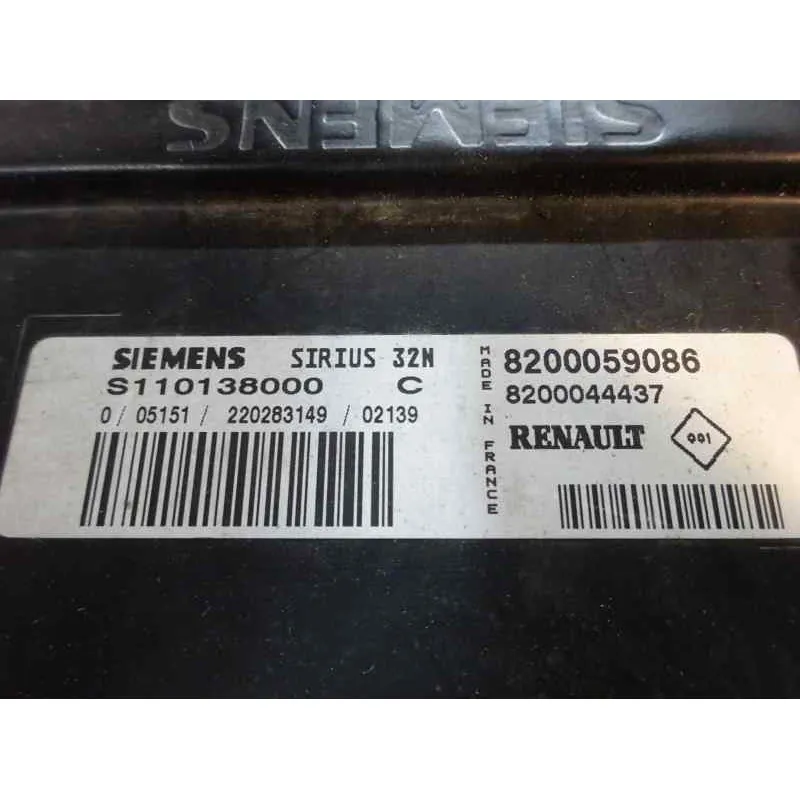 SIEMENS
SIEMENS SIRIUS 32N
S110138000 C
0 / 05151 / 220283149 / 02139
MADE IN FRANCE
8200059086
8200044437
RENAULT 001